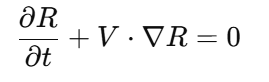 ∂R/∂t + V · ∇R = 0